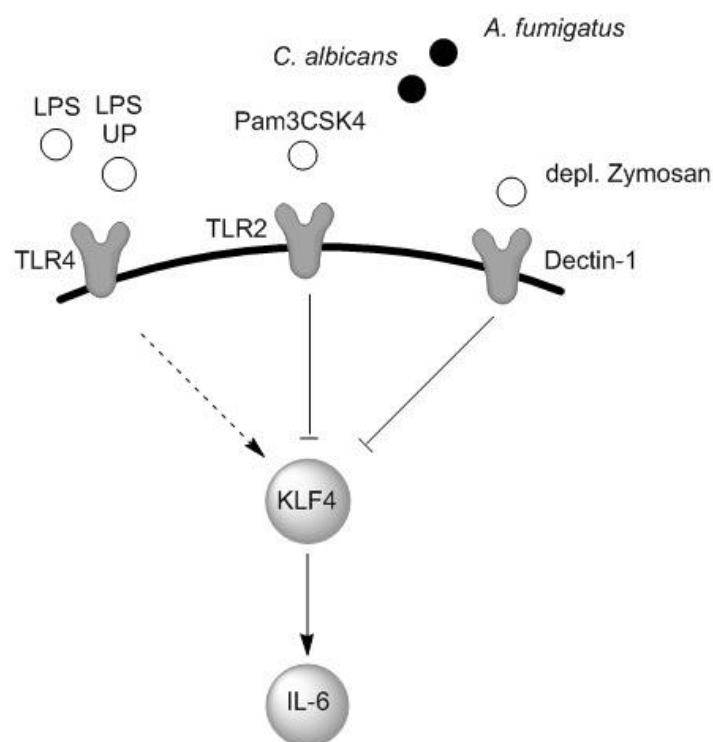 A. fumigatus
C. albicans
LPS
LPS
UP
Pam3CSK4
depl. Zymosan
TLR4
TLR2
Dectin-1
KLF4
IL-6